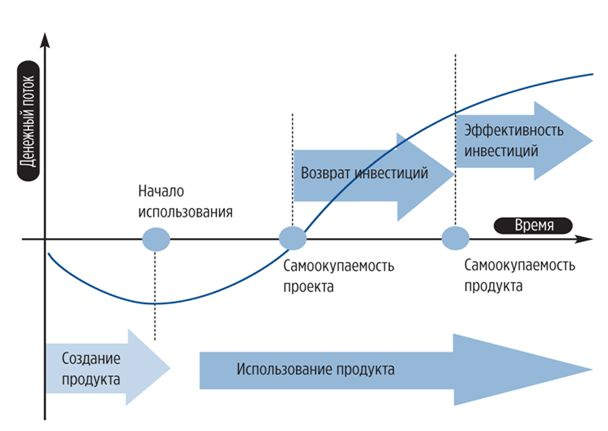 Денежный поток
Эффективность
инвестиций
Возврат инвестиций
Начало
использования
Время
Самоокупаемость
проекта
Самоокупаемость
продукта
Создание
продукта
Использование продукта